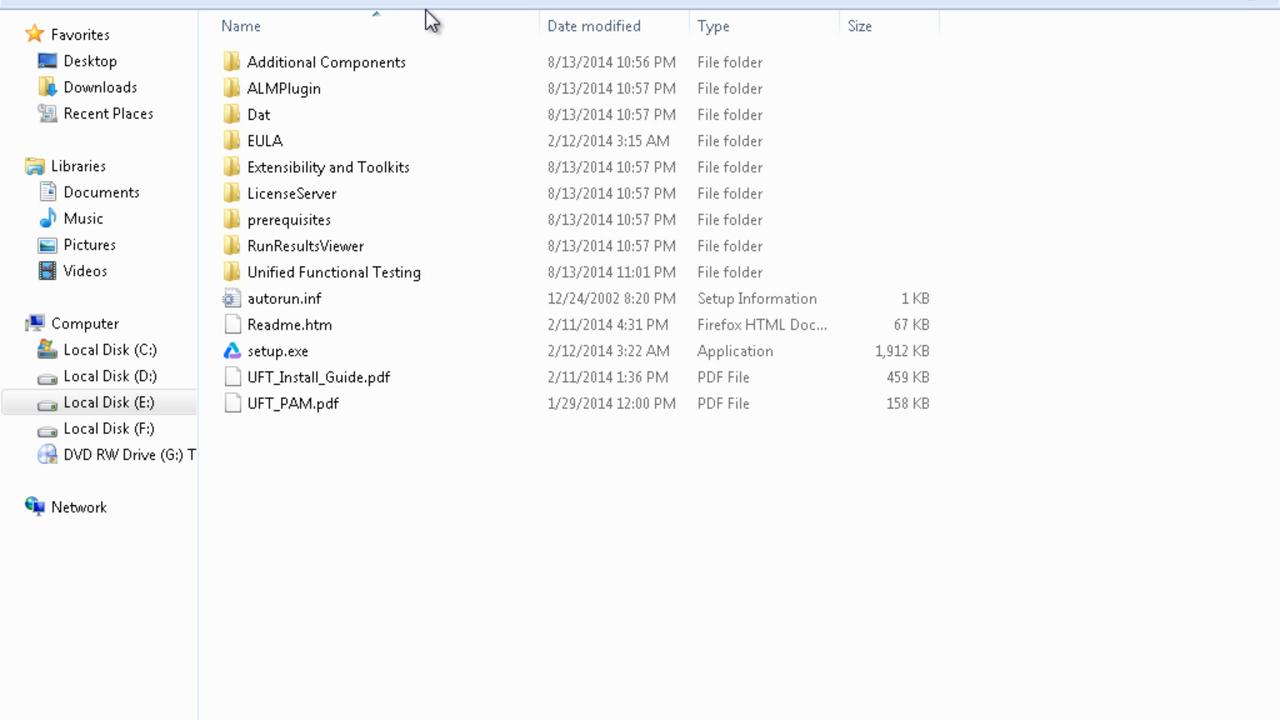 Name Date modified Type Size
Favorites
Desktop
Downloads
Recent Places
Libraries
Documents
Music
Pictures
Videos
Computer
Local Disk (C:)
Local Disk (D:)
Local Disk (E:)
Local Disk (F:)
DVD RW Drive (G:) T
Network
Additional Components 8/13/2014 10:56 PM File folder
ALMPlugin 8/13/2014 10:57 PM File folder
Dat 8/13/2014 10:57 PM File folder
EULA 2/12/2014 3:15 AM File folder
Extensibility and Toolkits 8/13/2014 10:57 PM File folder
LicenseServer 8/13/2014 10:57 PM File folder
prerequisites 8/13/2014 10:57 PM File folder
RunResultsViewer 8/13/2014 10:57 PM File folder
Unified Functional Testing 8/13/2014 11:01 PM File folder
autorun.inf 12/24/2002 8:20 PM Setup Information 1 KB
Readme.htm 2/11/2014 4:31 PM Firefox HTML Doc... 67 KB
setup.exe 2/12/2014 3:22 AM Application 1,912 KB
UFT_Install_Guide.pdf 2/11/2014 1:36 PM PDF File 459 KB
UFT_PAM.pdf 1/29/2014 12:00 PM PDF File 158 KB